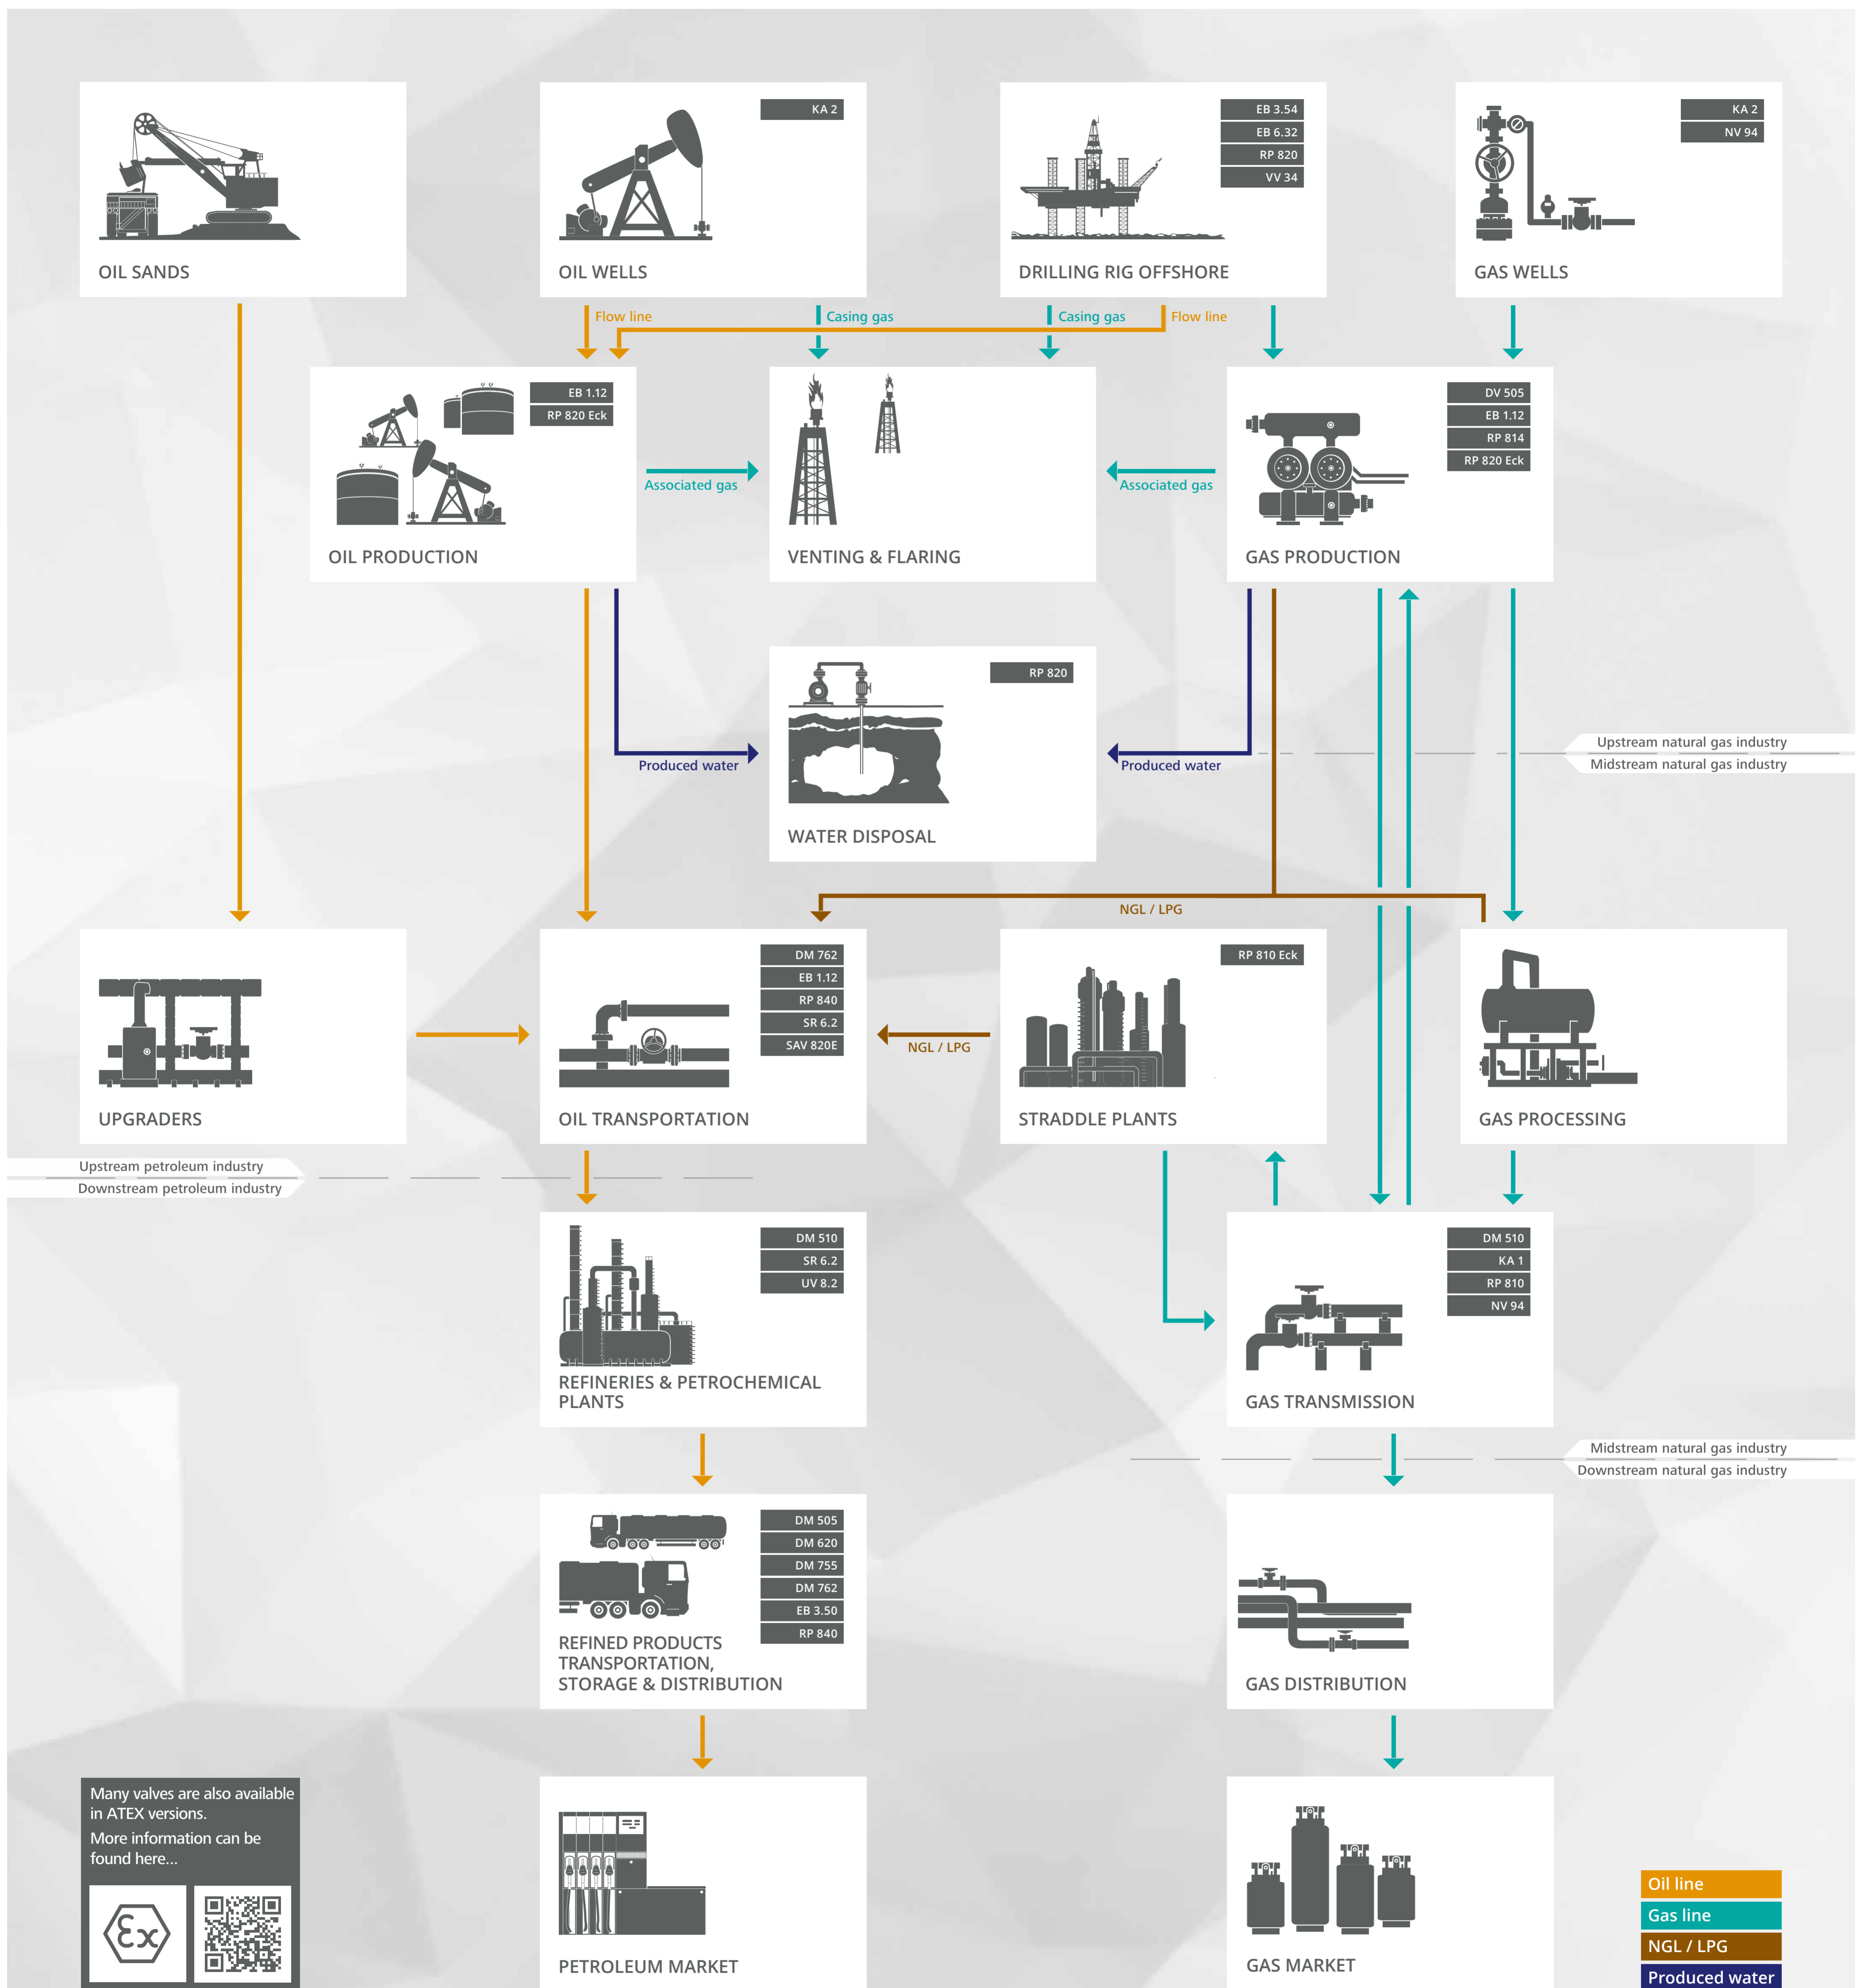 KA 2
EB 3.54
EB 6.32
RP 820
VV 34
KA 2
NV 94
OIL SANDS
OIL WELLS
DRILLING RIG OFFSHORE
GAS WELLS
Flow line
Casing gas
Casing gas
Flow line
EB 1.12
RP 820 Eck
DV 505
EB 1.12
RP 814
RP 820 Eck
Associated gas
Associated gas
OIL PRODUCTION
VENTING & FLARING
GAS PRODUCTION
RP 820
Produced water
Produced water
Upstream natural gas industry
Midstream natural gas industry
WATER DISPOSAL
NGL / LPG
DM 762
EB 1.12
RP 840
SR 6.2
SAV 820E
RP 810 Eck
NGL / LPG
UPGRADERS
OIL TRANSPORTATION
STRADDLE PLANTS
GAS PROCESSING
Upstream petroleum industry
Downstream petroleum industry
DM 510
SR 6.2
UV 8.2
DM 510
KA 1
RP 810
NV 94
REFINERIES & PETROCHEMICAL
PLANTS
GAS TRANSMISSION
Midstream natural gas industry
Downstream natural gas industry
DM 505
DM 620
DM 755
DM 762
EB 3.50
RP 840
REFINED PRODUCTS
TRANSPORTATION,
STORAGE & DISTRIBUTION
GAS DISTRIBUTION
Many valves are also available
in ATEX versions.
More information can be
found here...
Ex
PETROLEUM MARKET
GAS MARKET
Oil line
Gas line
NGL / LPG
Produced water